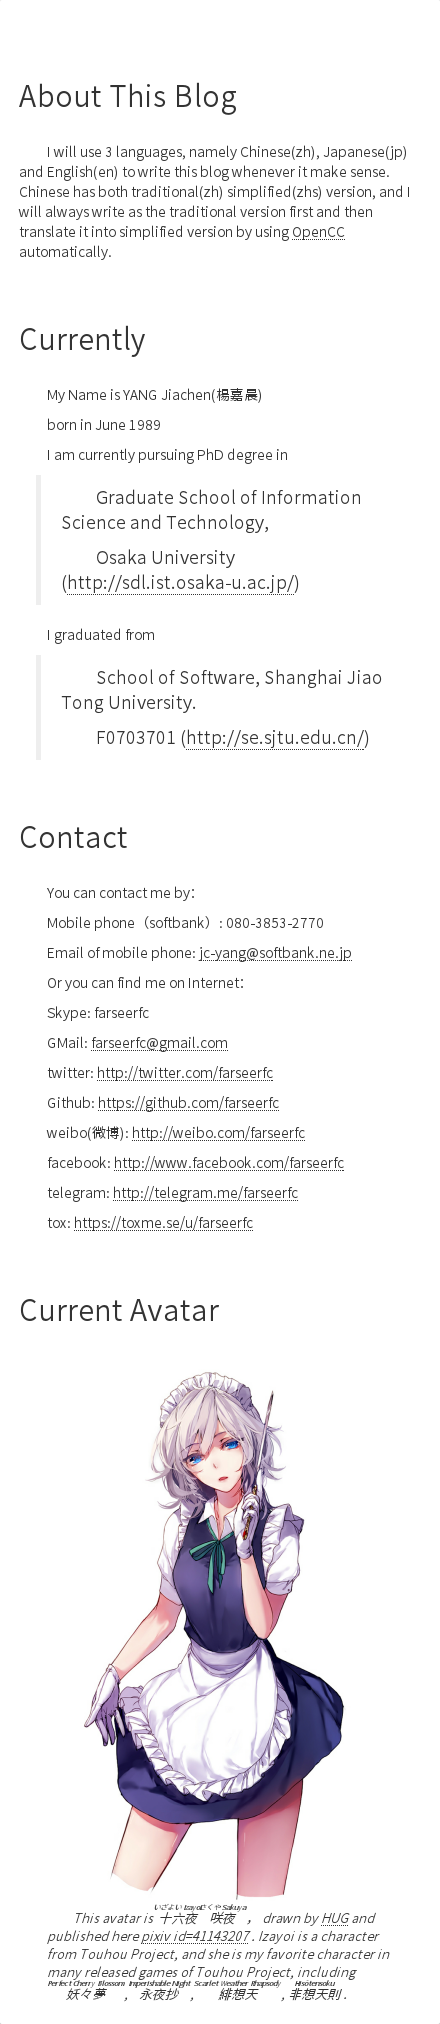 About This Blog
I will use 3 languages, namely Chinese(zh), Japanese(jp)
and English(en) to write this blog whenever it make sense.
Chinese has both traditional(zh) simplified(zhs) version, and I
will always write as the traditional version first and then
translate it into simplified version by using OpenCC
automatically.
Currently
My Name is YANG Jiachen(楊嘉晨)
born in June 1989
I am currently pursuing PhD degree in
Graduate School of Information
Science and Technology,
Osaka University
(http://sdl.ist.osaka-u.ac.jp/)
I graduated from
School of Software, Shanghai Jiao
Tong University.
F0703701 (http://se.sjtu.edu.cn/)
Contact
You can contact me by：
Mobile phone（softbank）: 080-3853-2770
Email of mobile phone: jc-yang@softbank.ne.jp
Or you can find me on Internet：
Skype: farseerfc
GMail: farseerfc@gmail.com
twitter: http://twitter.com/farseerfc
Github: https://github.com/farseerfc
weibo(微博): http://weibo.com/farseerfc
facebook: http://www.facebook.com/farseerfc
telegram: http://telegram.me/farseerfc
tox: https://toxme.se/u/farseerfc
Current Avatar
いざよい Izayoi さくや Sakuya
This avatar is 十六夜 咲夜 ， drawn by HUG and
published here pixiv id=41143207 . Izayoi is a character
from Touhou Project, and she is my favorite character in
many released games of Touhou Project, including
Perfect Cherry Blossom Imperishable Night Scarlet Weather Rhapsody Hisotensoku
妖々夢 , 永夜抄 , 緋想天 , 非想天則 .